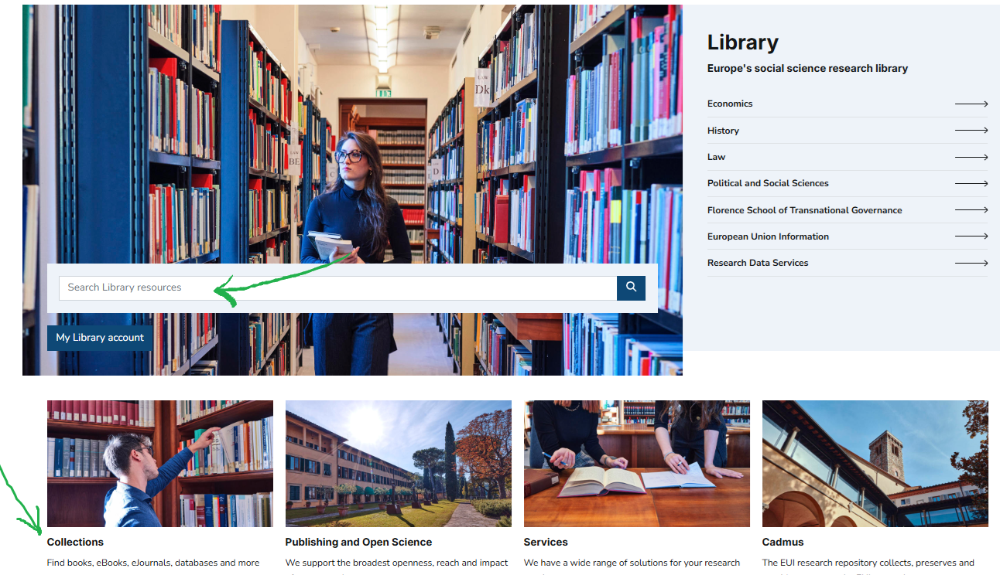 Library
Europe's social science research library
Economics
History
Law
Political and Social Sciences
Florence School of Transnational Governance
European Union Information
Research Data Services
LAW
Dk
BE
D
Search Library resources
My Library account
Collections
Find books, eBooks, eJournals, databases and more
Publishing and Open Science
We support the broadest openness, reach and impact
Services
We have a wide range of solutions for your research
Cadmus
The EUI research repository collects, preserves and